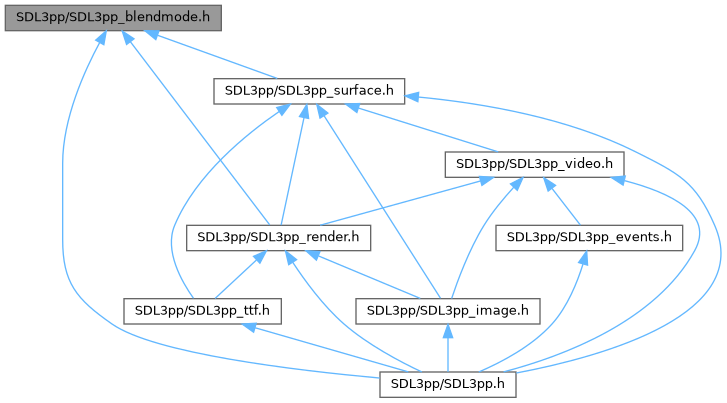 SDL3pp/SDL3pp_blendmode.h
SDL3pp/SDL3pp_surface.h
SDL3pp/SDL3pp_video.h
SDL3pp/SDL3pp_render.h
SDL3pp/SDL3pp_events.h
SDL3pp/SDL3pp_ttf.h
SDL3pp/SDL3pp_image.h
SDL3pp/SDL3pp.h